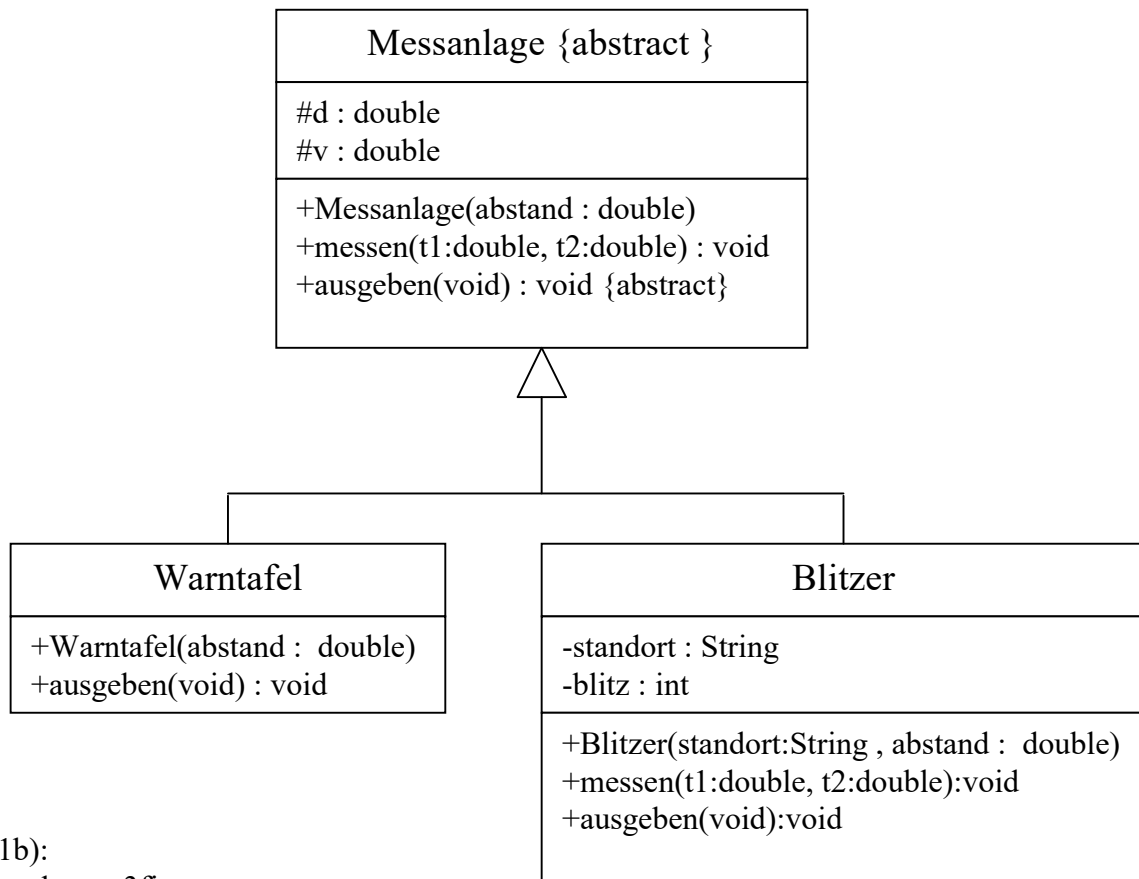 Messanlage {abstract }
#d : double
#v : double
+Messanlage(abstand : double)
+messen(t1:double, t2:double) : void
+ausgeben(void) : void {abstract}
Warntafel
+Warntafel(abstand :  double)
+ausgeben(void) : void
Blitzer
-standort : String
-blitz : int
+Blitzer(standort:String , abstand :  double)
+messen(t1:double, t2:double):void
+ausgeben(void):void
1b):